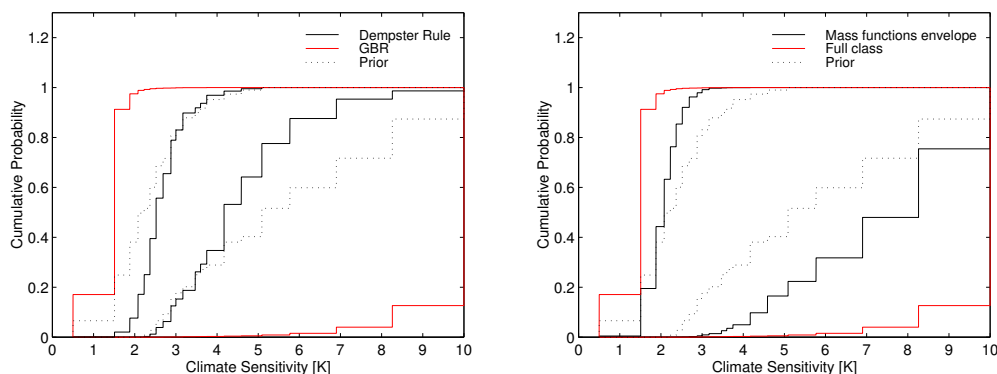 1.2
1
0.8
0.6
0.4
0.2
0
Cumulative Probability
Dempster Rule
GBR
Prior
0 1 2 3 4 5 6 7 8 9 10
Climate Sensitivity [K]
1.2
1
0.8
0.6
0.4
0.2
0
Cumulative Probability
Mass functions envelope
Full class
Prior
0 1 2 3 4 5 6 7 8 9 10
Climate Sensitivity [K]